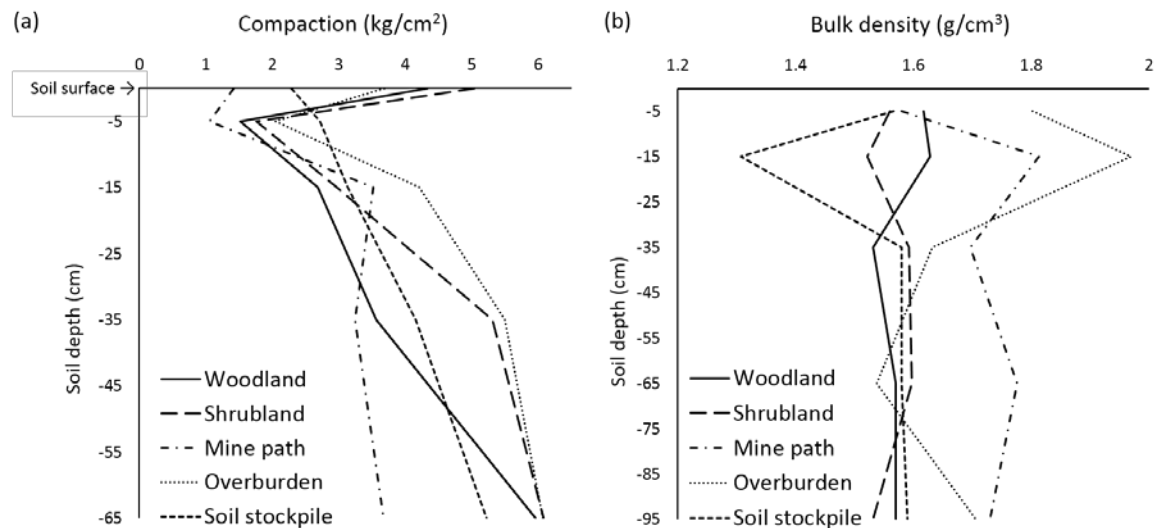 (a)
Compaction (kg/cm²)
0 1 2 3 4 5 6
Soil surface
-5
-15
-25
-35
-45
-55
-65
Soil depth (cm)
Woodland
Shrubland
Mine path
Overburden
Soil stockpile
(b)
Bulk density (g/cm³)
1.2 1.4 1.6 1.8 2
-5
-15
-25
-35
-45
-55
-65
-75
-85
-95
Soil depth (cm)
Woodland
Shrubland
Mine path
Overburden
Soil stockpile